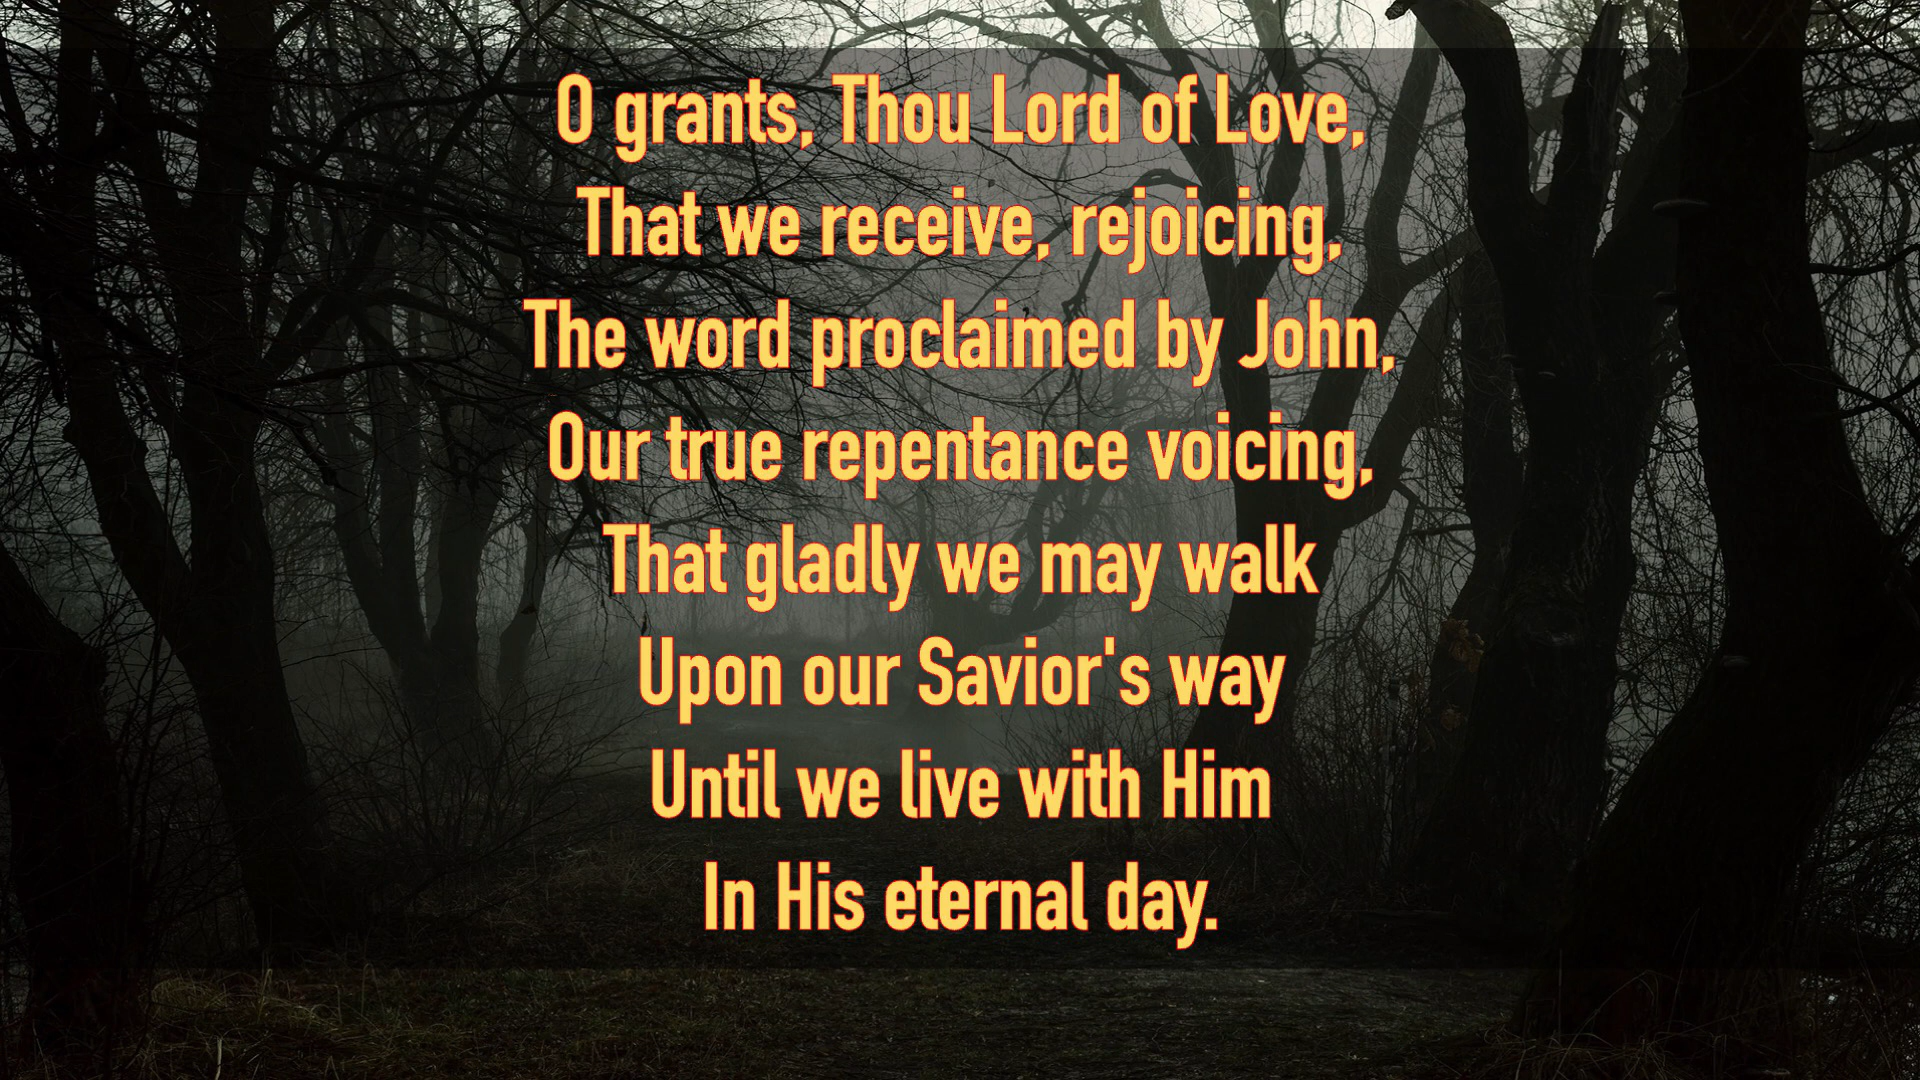 O grants, Thou Lord of Love,
That we receive, rejoicing,
The word proclaimed by John,
Our true repentance voicing,
That gladly we may walk
Upon our Savior's way
Until we live with Him
In His eternal day.